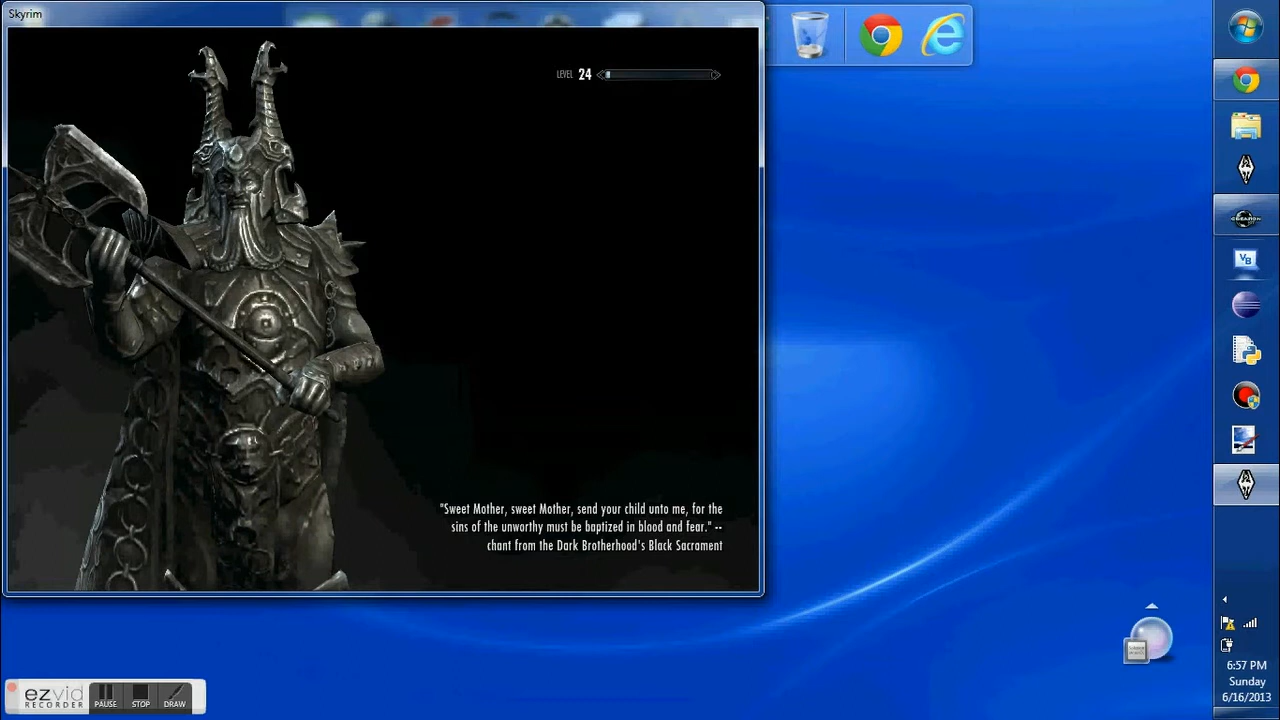 Skyrim
LEVEL 24
"Sweet Mother, sweet Mother, send your child unto me, for the
sins of the unworthy must be baptized in blood and fear." --
chant from the Dark Brotherhood's Black Sacrament
CREATION
VB
6:57 PM
Sunday
6/16/2013
ezvid
RECORDER
PAUSE
STOP
DRAW